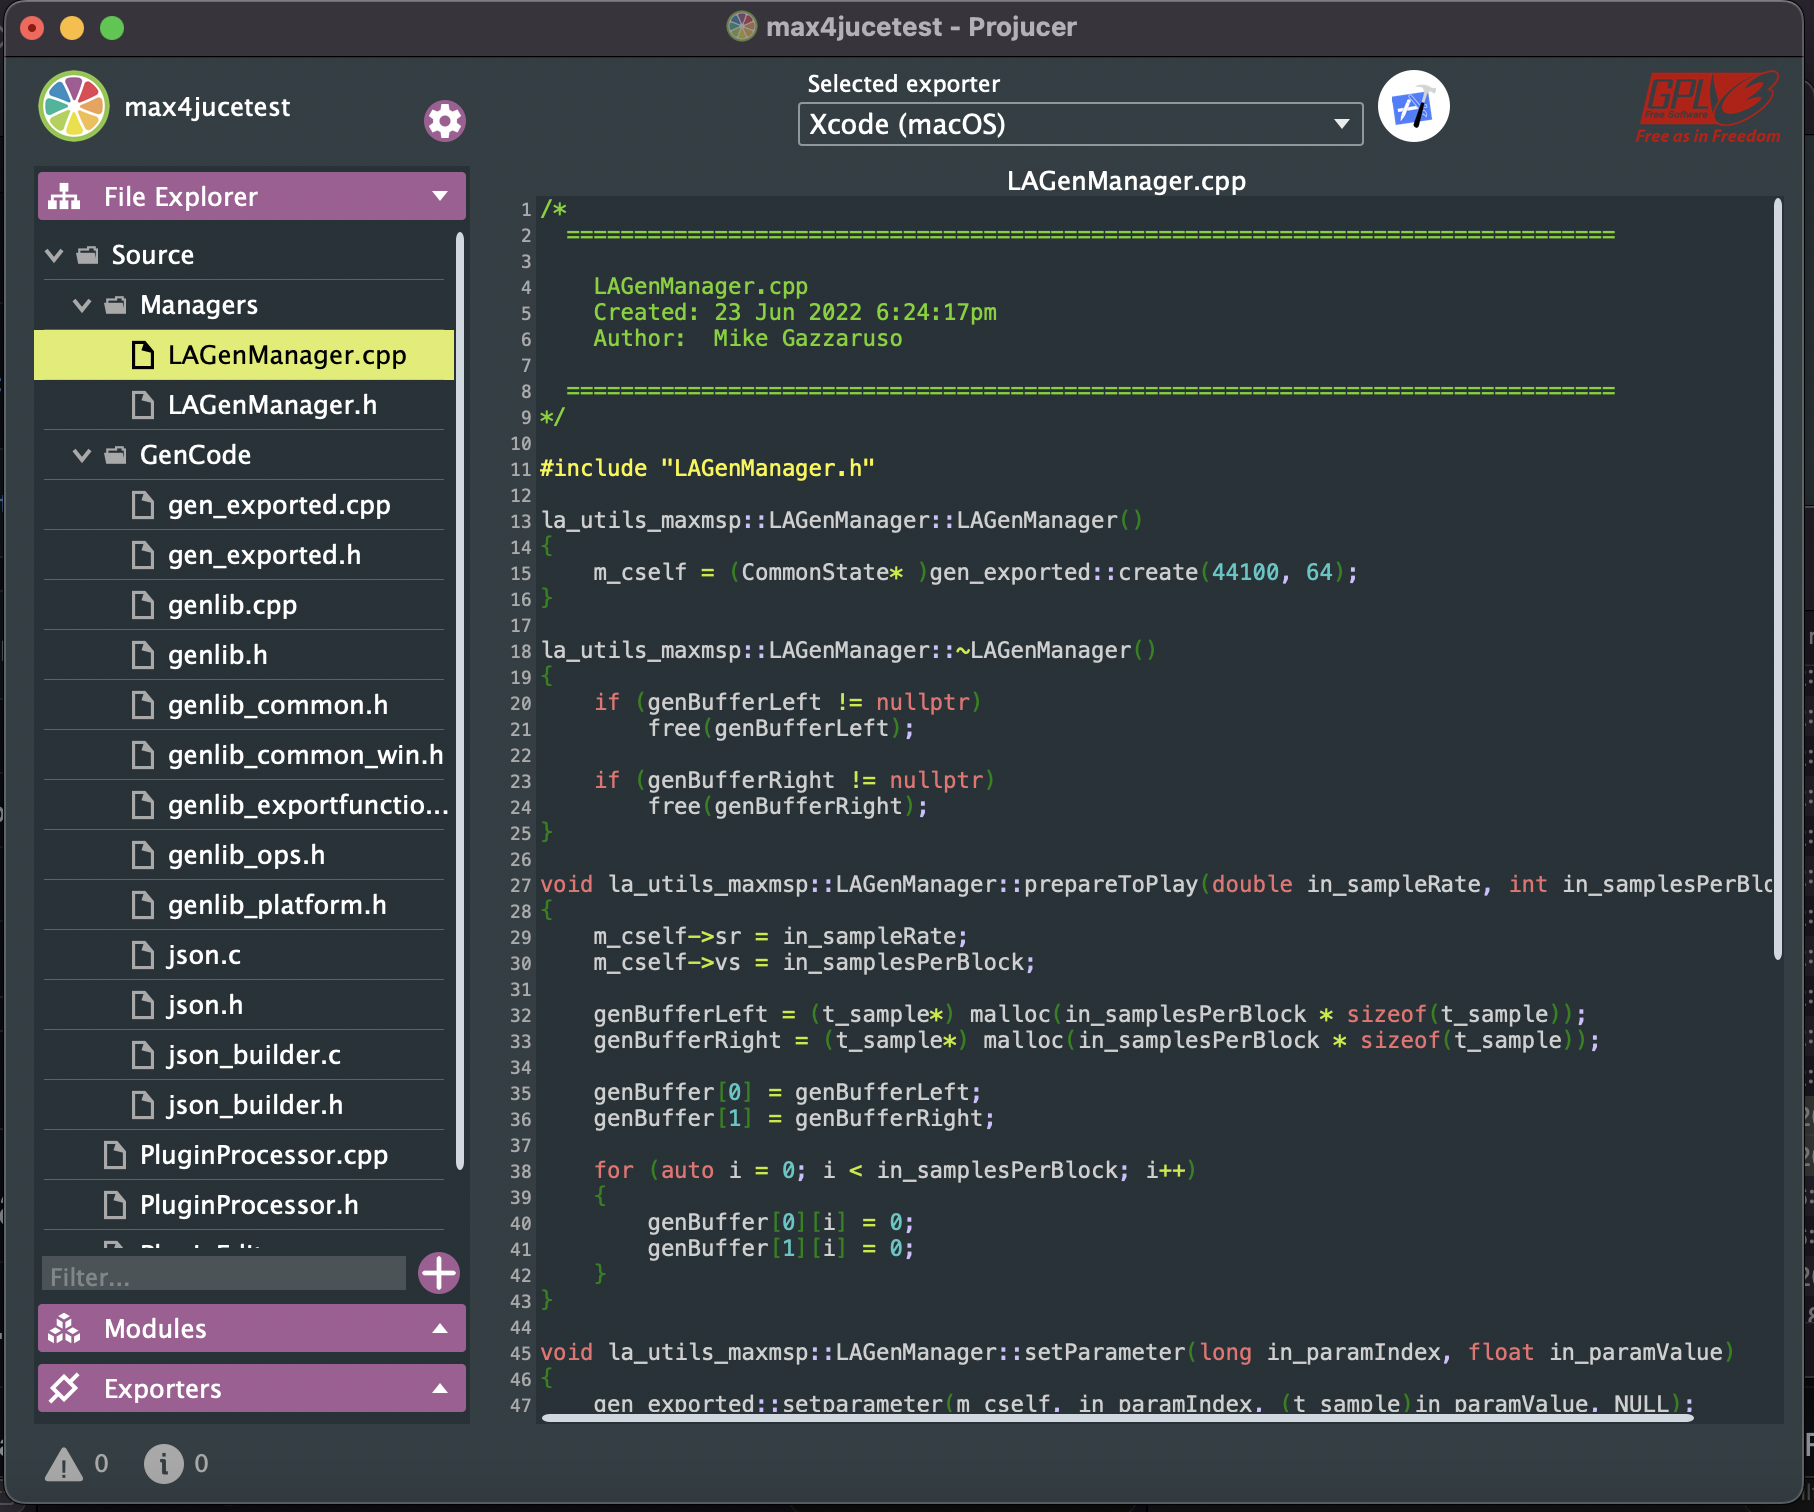 max4jucetest - Projucer
max4jucetest
Selected exporter
Xcode (macOS)
GPL 3
Free Software
Free as in Freedom
File Explorer
Source
Managers
LAGenManager.cpp
LAGenManager.h
GenCode
gen_exported.cpp
gen_exported.h
genlib.cpp
genlib.h
genlib_common.h
genlib_common_win.h
genlib_exportfunctio...
genlib_ops.h
genlib_platform.h
json.c
json.h
json_builder.c
json_builder.h
PluginProcessor.cpp
PluginProcessor.h
Filter...
Modules
Exporters
0
0
LAGenManager.cpp
1 /*
2   ==============================================================================
3
4     LAGenManager.cpp
5     Created: 23 Jun 2022 6:24:17pm
6     Author:  Mike Gazzaruso
7
8   ==============================================================================
9 */
10
11 #include "LAGenManager.h"
12
13 la_utils_maxmsp::LAGenManager::LAGenManager()
14 {
15     m_cself = (CommonState* )gen_exported::create(44100, 64);
16 }
17
18 la_utils_maxmsp::LAGenManager::~LAGenManager()
19 {
20     if (genBufferLeft != nullptr)
21         free(genBufferLeft);
22
23     if (genBufferRight != nullptr)
24         free(genBufferRight);
25 }
26
27 void la_utils_maxmsp::LAGenManager::prepareToPlay(double in_sampleRate, int in_samplesPerBlo
28 {
29     m_cself->sr = in_sampleRate;
30     m_cself->vs = in_samplesPerBlock;
31
32     genBufferLeft = (t_sample*) malloc(in_samplesPerBlock * sizeof(t_sample));
33     genBufferRight = (t_sample*) malloc(in_samplesPerBlock * sizeof(t_sample));
34
35     genBuffer[0] = genBufferLeft;
36     genBuffer[1] = genBufferRight;
37
38     for (auto i = 0; i < in_samplesPerBlock; i++)
39     {
40         genBuffer[0][i] = 0;
41         genBuffer[1][i] = 0;
42     }
43 }
44
45 void la_utils_maxmsp::LAGenManager::setParameter(long in_paramIndex, float in_paramValue)
46 {
47     gen_exported::setparameter(m_cself, in_paramIndex, (t_sample)in_paramValue, NULL);